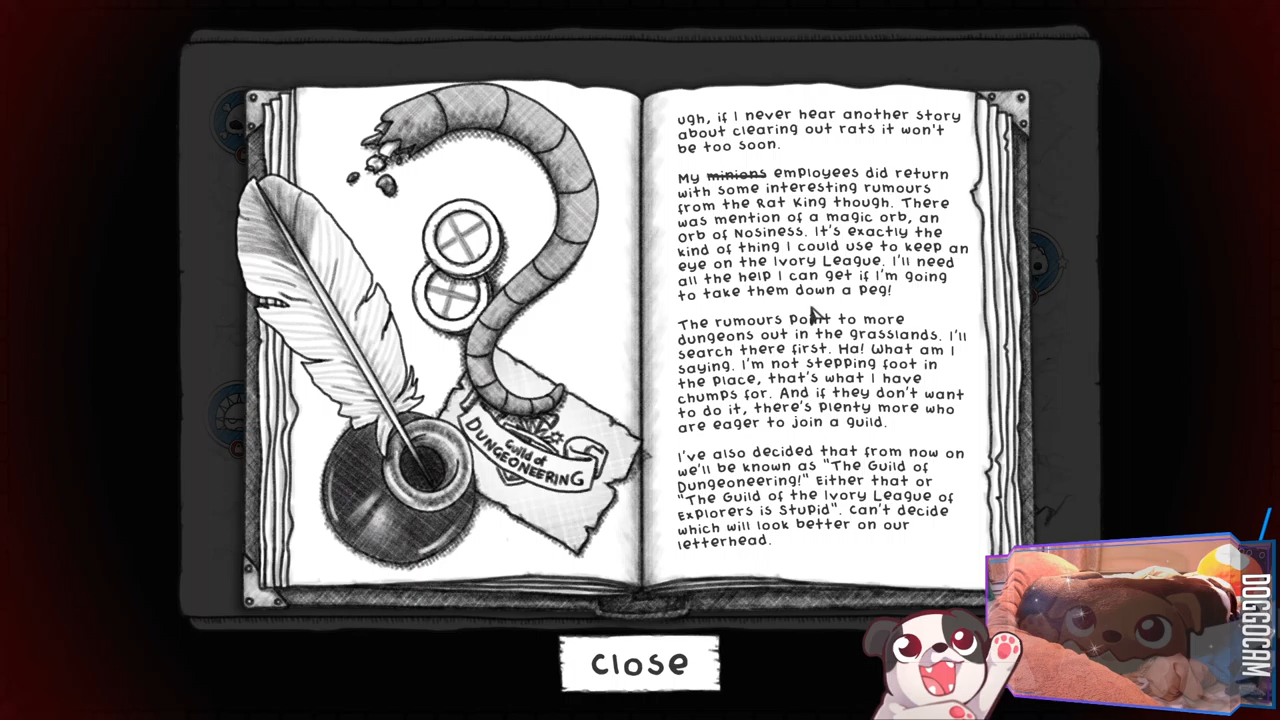 ugh, if I never hear another story
about clearing out rats it won't
be too soon.
My minions employees did return
with some interesting rumours
from the Rat King though. There
was mention of a magic orb, an
orb of Nosiness. It's exactly the
kind of thing I could use to keep an
eye on the Ivory League. I'll need
all the help I can get if I'm going
to take them down a peg!
The rumours point to more
dungeons out in the grasslands. I'll
search there first. Ha! What am I
saying. I'm not stepping foot in
the place, that's what I have
chumps for. And if they don't want
to do it, there's plenty more who
are eager to join a guild.
I've also decided that from now on
we'll be known as "The Guild of
Dungeoneering!" Either that or
"The Guild of the Ivory League of
Explorers is Stupid". Can't decide
which will look better on our
letterhead.
Guild of
DUNGEONEERING
close
DOGGOCAM